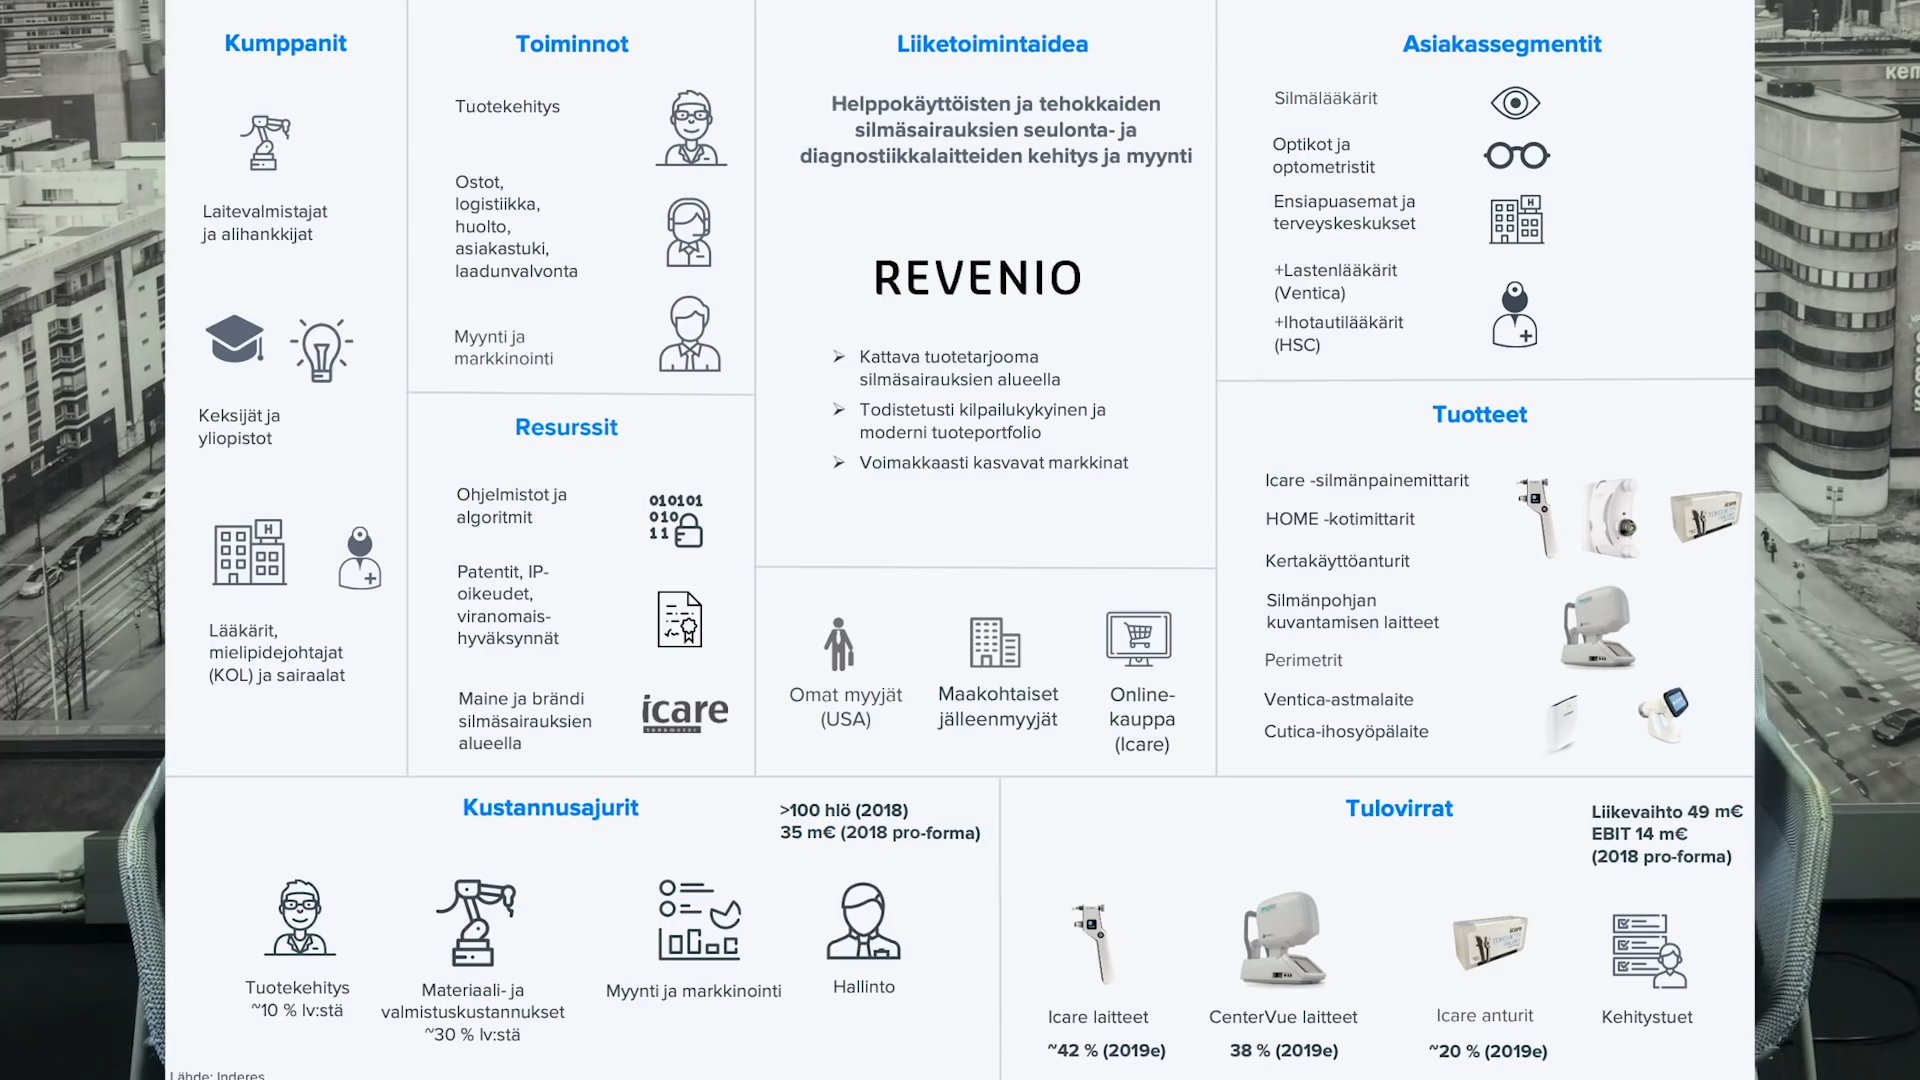 Kumppanit
Laitevalmistajat
ja alihankkijat
Keksijät ja
yliopistot
H
Lääkärit,
mielipidejohtajat
(KOL) ja sairaalat
Toiminnot
Tuotekehitys
Ostot,
logistiikka,
huolto,
asiakastuki,
laadunvalvonta
Myynti ja
markkinointi
Resurssit
Ohjelmistot ja
algoritmit
010101
010
11
Patentit, IP-
oikeudet,
viranomais-
hyväksynnät
Maine ja brändi
silmäsairauksien
alueella
icare
tonometer
Liiketoimintaidea
Helppokäyttöisten ja tehokkaiden
silmäsairauksien seulonta- ja
diagnostiikkalaitteiden kehitys ja myynti
REVENIO
Kattava tuotetarjooma
silmäsairauksien alueella
Todistetusti kilpailukykyinen ja
moderni tuoteportfolio
Voimakkaasti kasvavat markkinat
Omat myyjät
(USA)
Maakohtaiset
jälleenmyyjät
Online-
kauppa
(Icare)
Asiakassegmentit
Silmälääkärit
Optikot ja
optometristit
Ensiapuasemat ja
terveyskeskukset
H
+Lastenlääkärit
(Ventica)
+Ihotautilääkärit
(HSC)
Tuotteet
Icare -silmänpainemittarit
HOME -kotimittarit
Kertakäyttöanturit
icare
Silmänpohjan
kuvantamisen laitteet
Perimetrit
Ventica-astmalaite
Cutica-ihosyöpälaite
Kustannusajurit
>100 hlö (2018)
35 m€ (2018 pro-forma)
Tuotekehitys
~10 % lv:stä
Materiaali- ja
valmistuskustannukset
~30 % lv:stä
Myynti ja markkinointi
Hallinto
Lähde: Inderes
Tulovirrat
Liikevaihto 49 m€
EBIT 14 m€
(2018 pro-forma)
Icare laitteet
~42 % (2019e)
CenterVue laitteet
38 % (2019e)
icare
Icare anturit
~20 % (2019e)
Kehitystuet